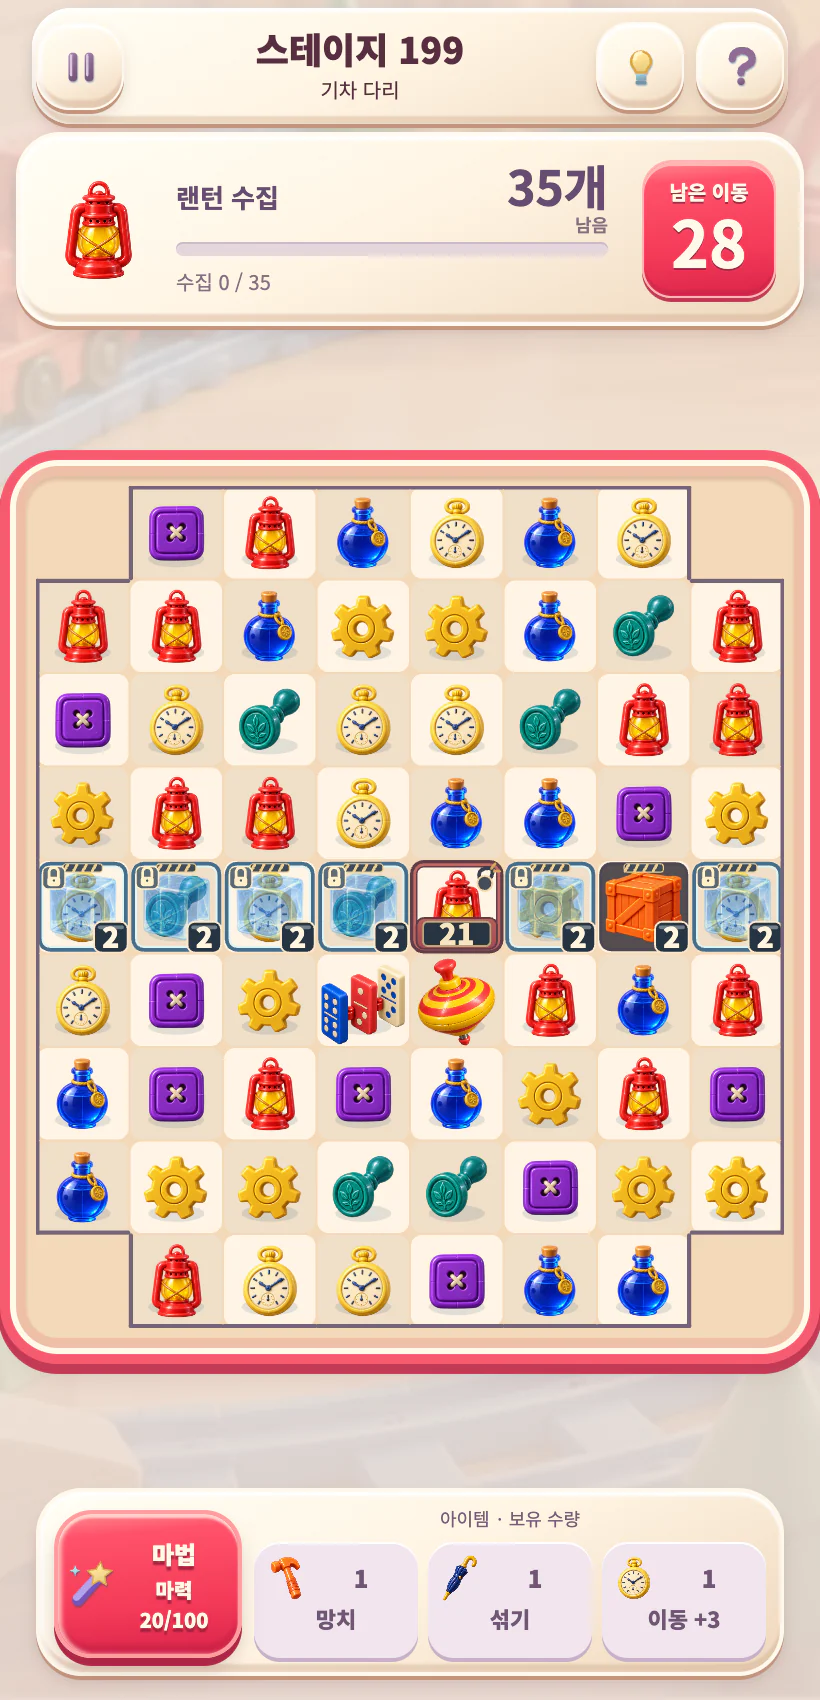 스테이지 199
기차 다리
랜턴 수집
35개
남음
수집 0 / 35
남은 이동
28
2
2
2
2
21
2
2
2
마법
마력
20/100
아이템 · 보유 수량
1
망치
1
섞기
1
이동 +3